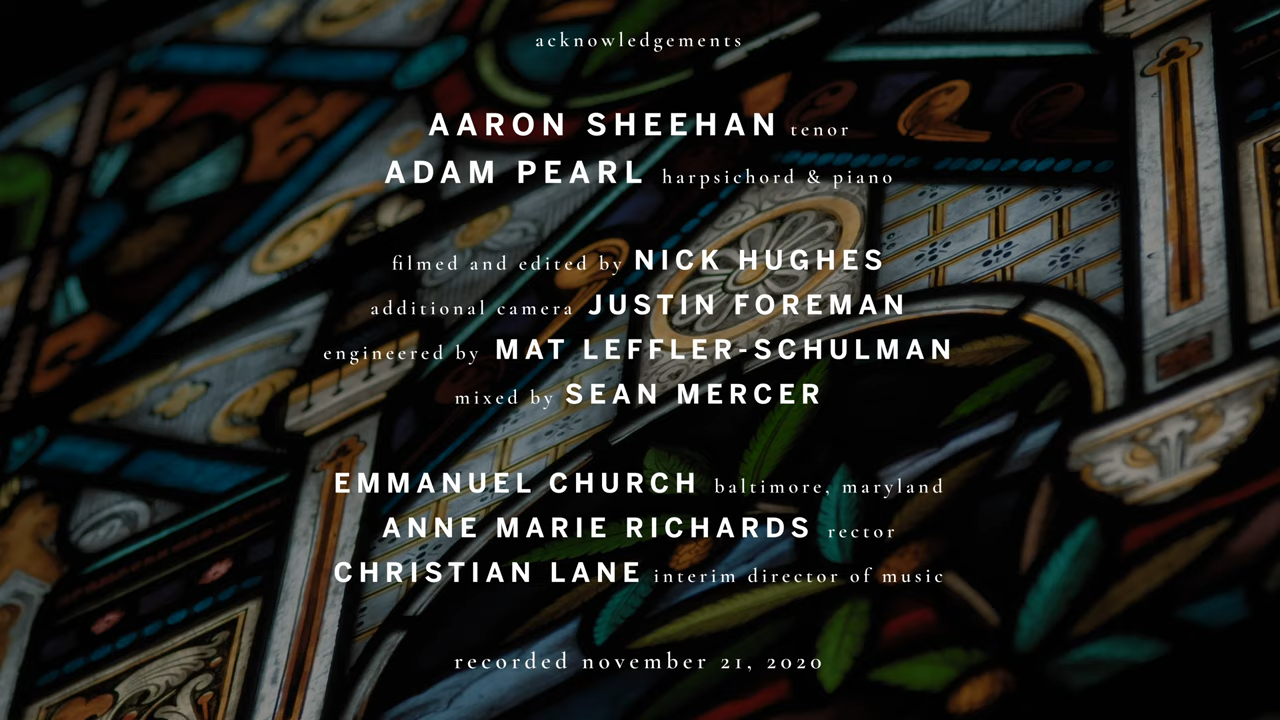 acknowledgements
AARON SHEEHAN tenor
ADAM PEARL harpsichord & piano
filmed and edited by NICK HUGHES
additional camera JUSTIN FOREMAN
engineered by MAT LEFFLER-SCHULMAN
mixed by SEAN MERCER
EMMANUEL CHURCH baltimore, maryland
ANNE MARIE RICHARDS rector
CHRISTIAN LANE interim director of music
recorded november 21, 2020